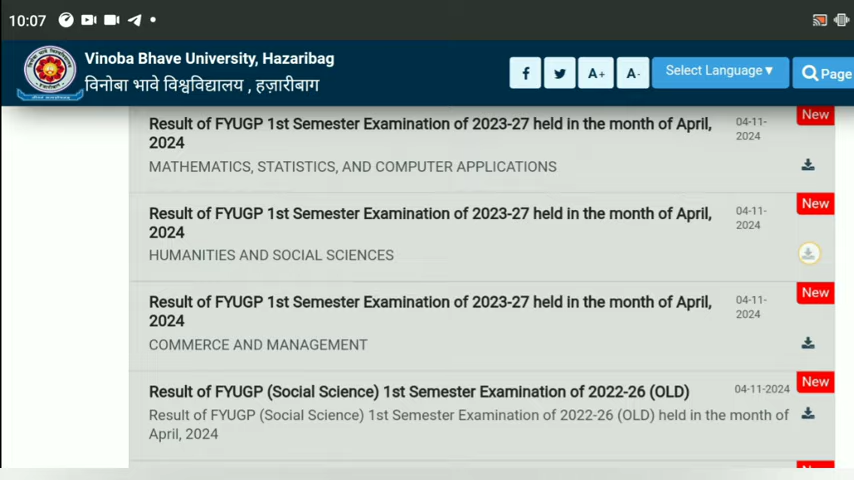 10:07
Vinoba Bhave University, Hazaribag
विनोबा भावे विश्वविद्यालय , हज़ारीबाग
f
A+
A-
Select Language▼
Page
Result of FYUGP 1st Semester Examination of 2023-27 held in the month of April,
2024
04-11-
2024
New
MATHEMATICS, STATISTICS, AND COMPUTER APPLICATIONS
Result of FYUGP 1st Semester Examination of 2023-27 held in the month of April,
2024
04-11-
2024
New
HUMANITIES AND SOCIAL SCIENCES
Result of FYUGP 1st Semester Examination of 2023-27 held in the month of April,
2024
04-11-
2024
New
COMMERCE AND MANAGEMENT
Result of FYUGP (Social Science) 1st Semester Examination of 2022-26 (OLD)
04-11-2024
New
Result of FYUGP (Social Science) 1st Semester Examination of 2022-26 (OLD) held in the month of
April, 2024